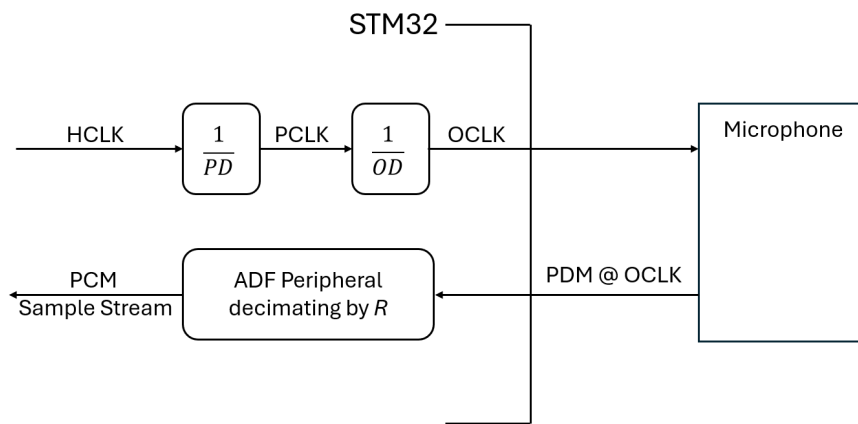 STM32
HCLK
1
PD
PCLK
1
OD
OCLK
Microphone
PCM
Sample Stream
ADF Peripheral
decimating by R
PDM @ OCLK